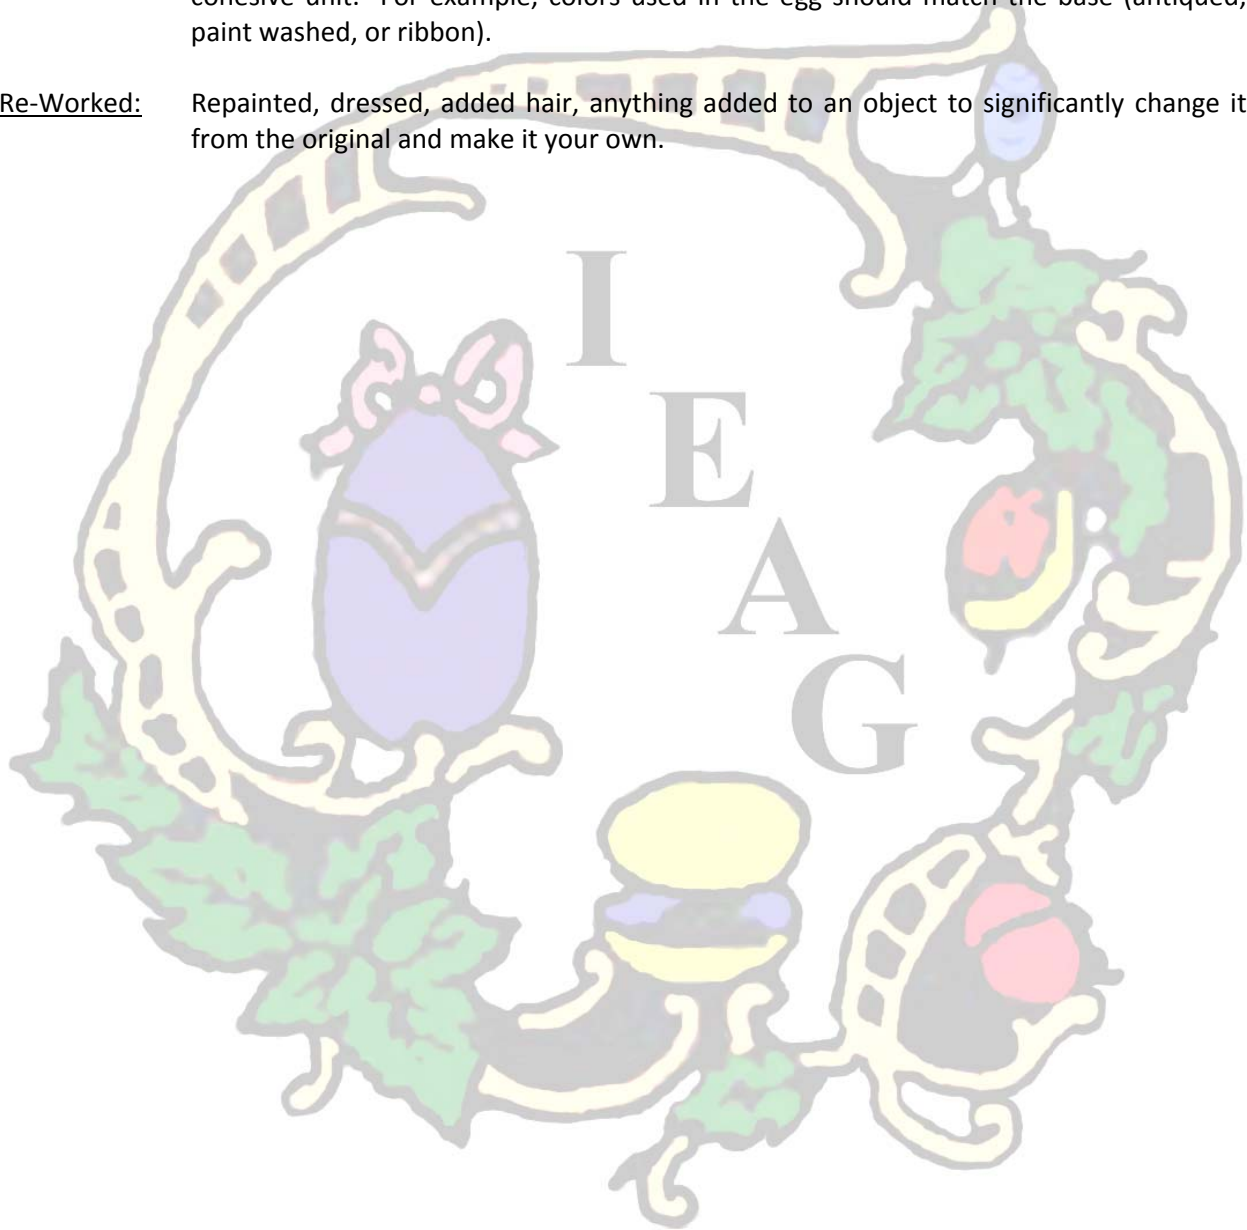 cohesive unit. For example, colors used in the egg should match the base (antiqued,
paint washed, or ribbon).
Re-Worked: Repainted, dressed, added hair, anything added to an object to significantly change it
from the original and make it your own.
I
E
A
G